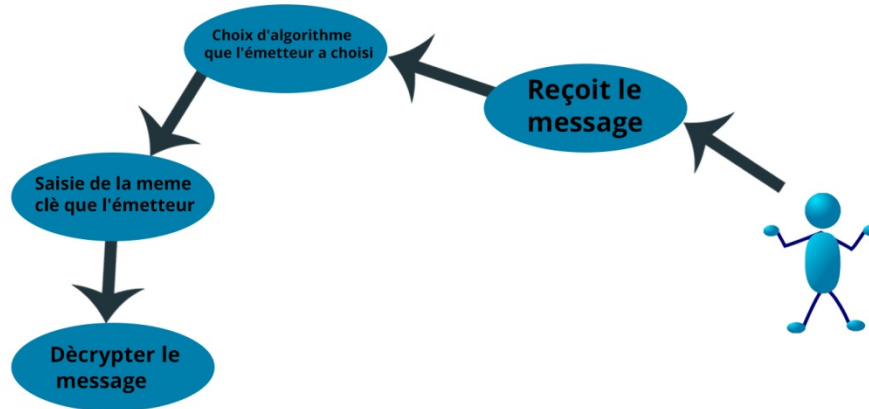 Choix d'algorithme
que l'émetteur a choisi
Reçoit le
message
Saisie de la meme
clè que l'émetteur
Dècrypter le
message